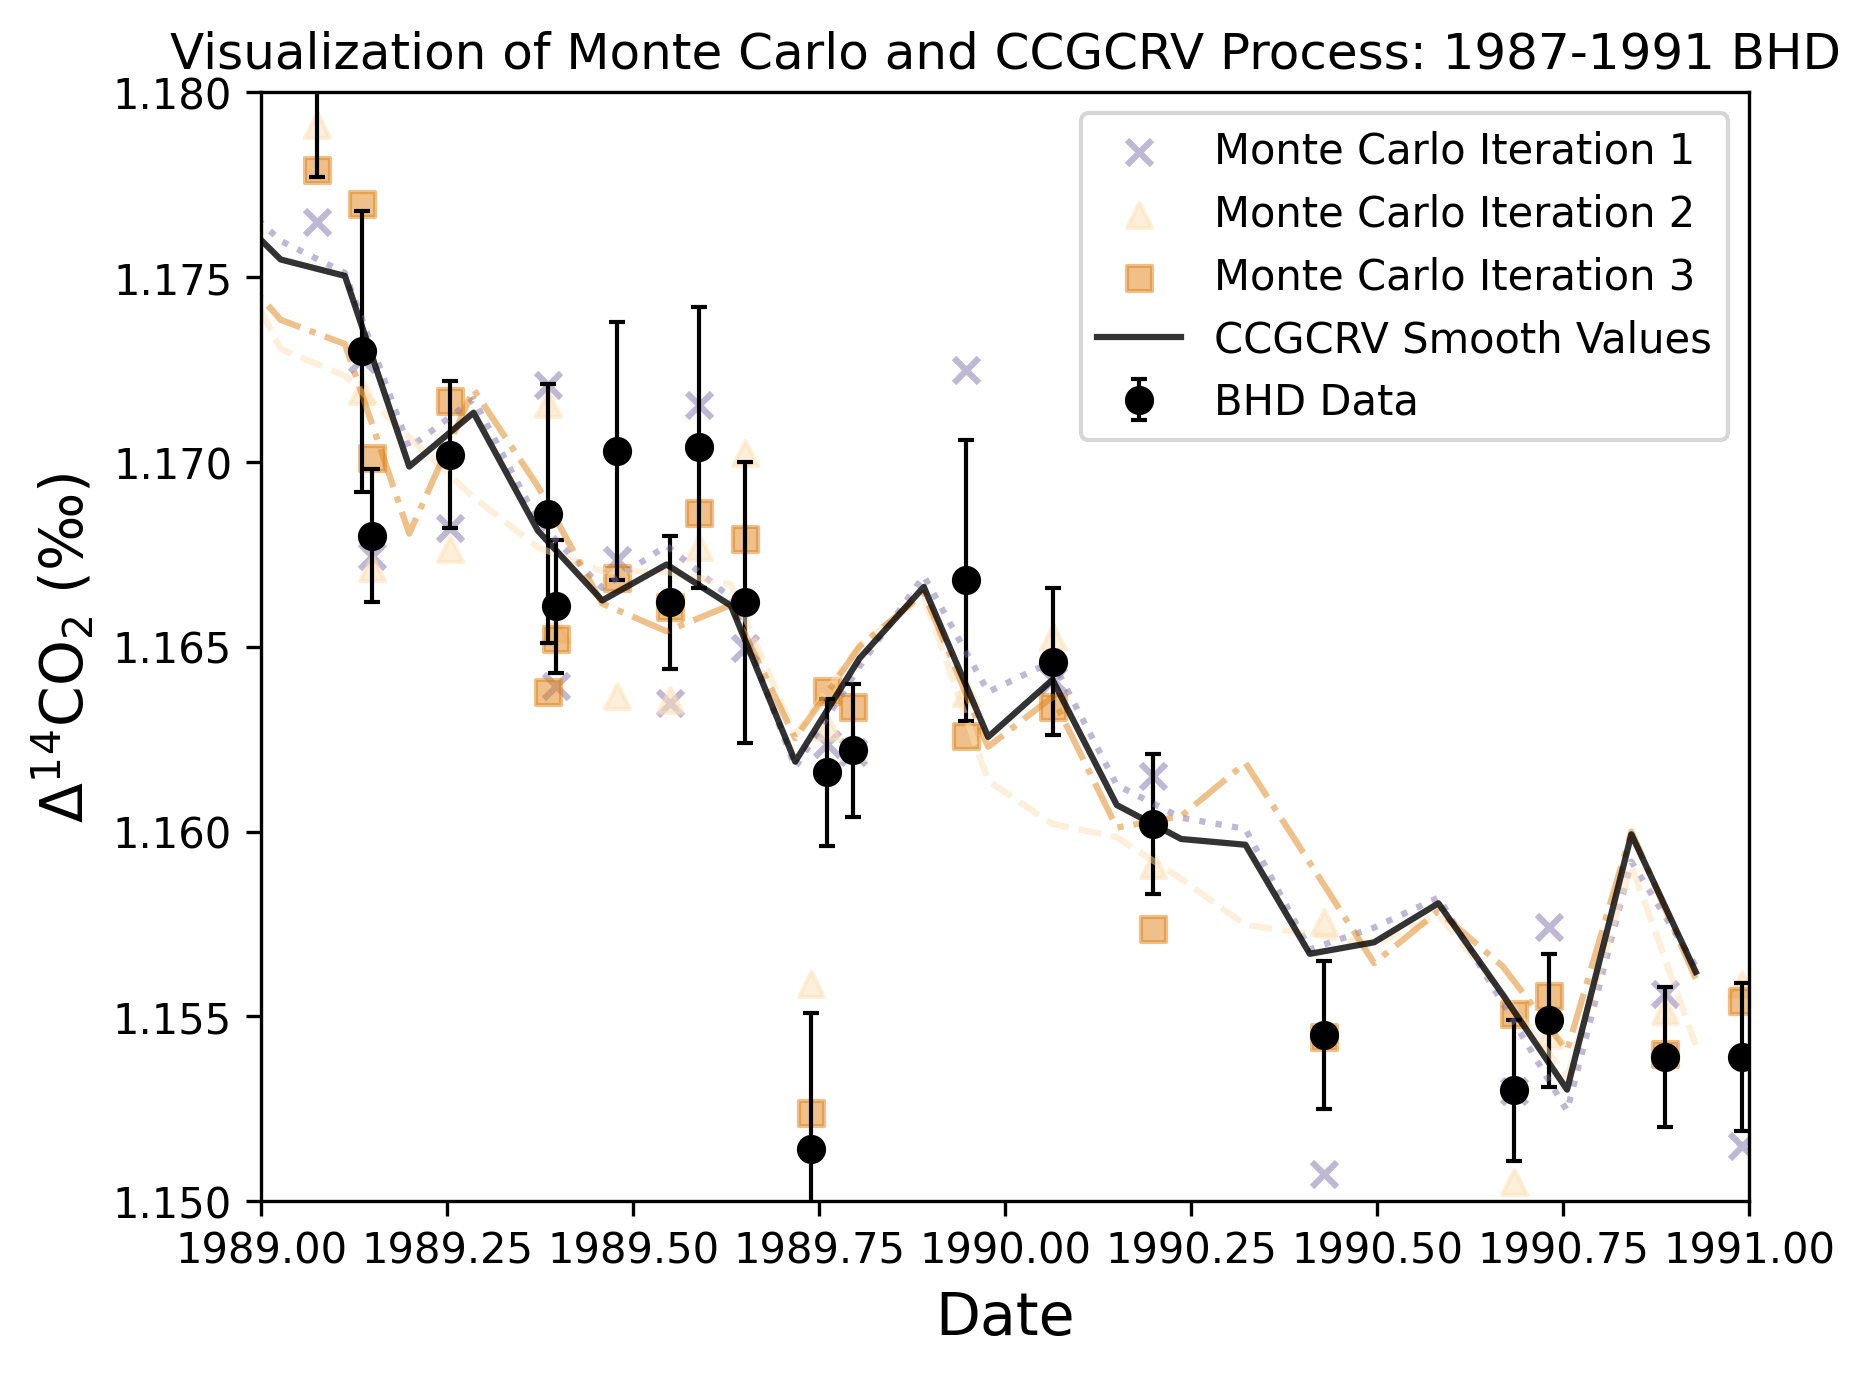 Visualization of Monte Carlo and CCGCRV Process: 1987-1991 BHD
1.180
1.175
1.170
1.165
1.160
1.155
1.150
Δ¹⁴CO₂ (‰)
Monte Carlo Iteration 1
Monte Carlo Iteration 2
Monte Carlo Iteration 3
CCGCRV Smooth Values
BHD Data
1989.00 1989.25 1989.50 1989.75 1990.00 1990.25 1990.50 1990.75 1991.00
Date